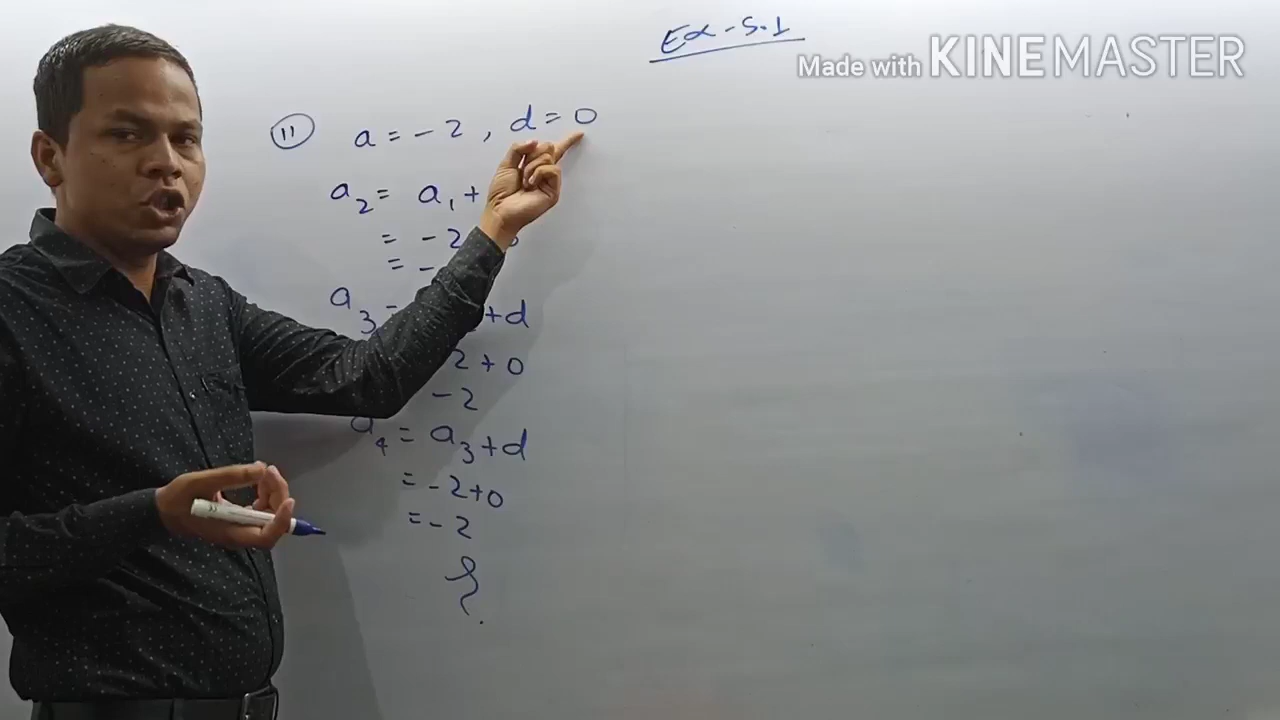 Ex - 5.1
Made with KINEMASTER
(11) a = - 2 , d = 0
a2 = a1 +
= - 2
= -
a3 = +d
2 + 0
- 2
a4 = a3 + d
= - 2 + 0
= - 2